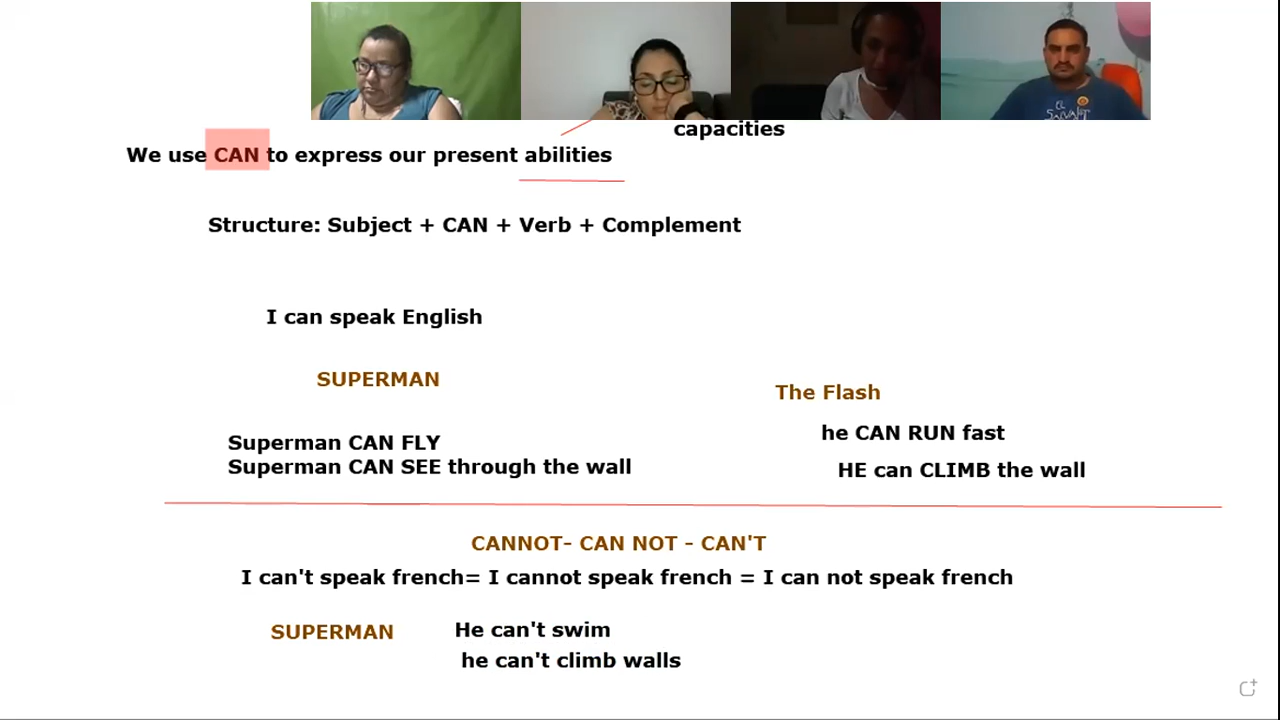 EL
SALVADOR
capacities
We use CAN to express our present abilities
Structure: Subject + CAN + Verb + Complement
I can speak English
SUPERMAN
The Flash
he CAN RUN fast
Superman CAN FLY
Superman CAN SEE through the wall
HE can CLIMB the wall
CANNOT- CAN NOT - CAN'T
I can't speak french= I cannot speak french = I can not speak french
SUPERMAN
He can't swim
he can't climb walls